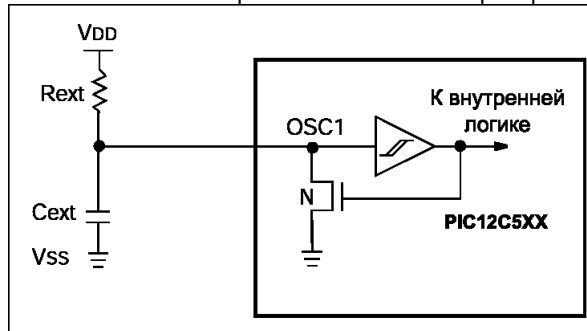 VDD
Rext
Cext
VSS
OSC1
N
К внутренней
логике
PIC12C5XX